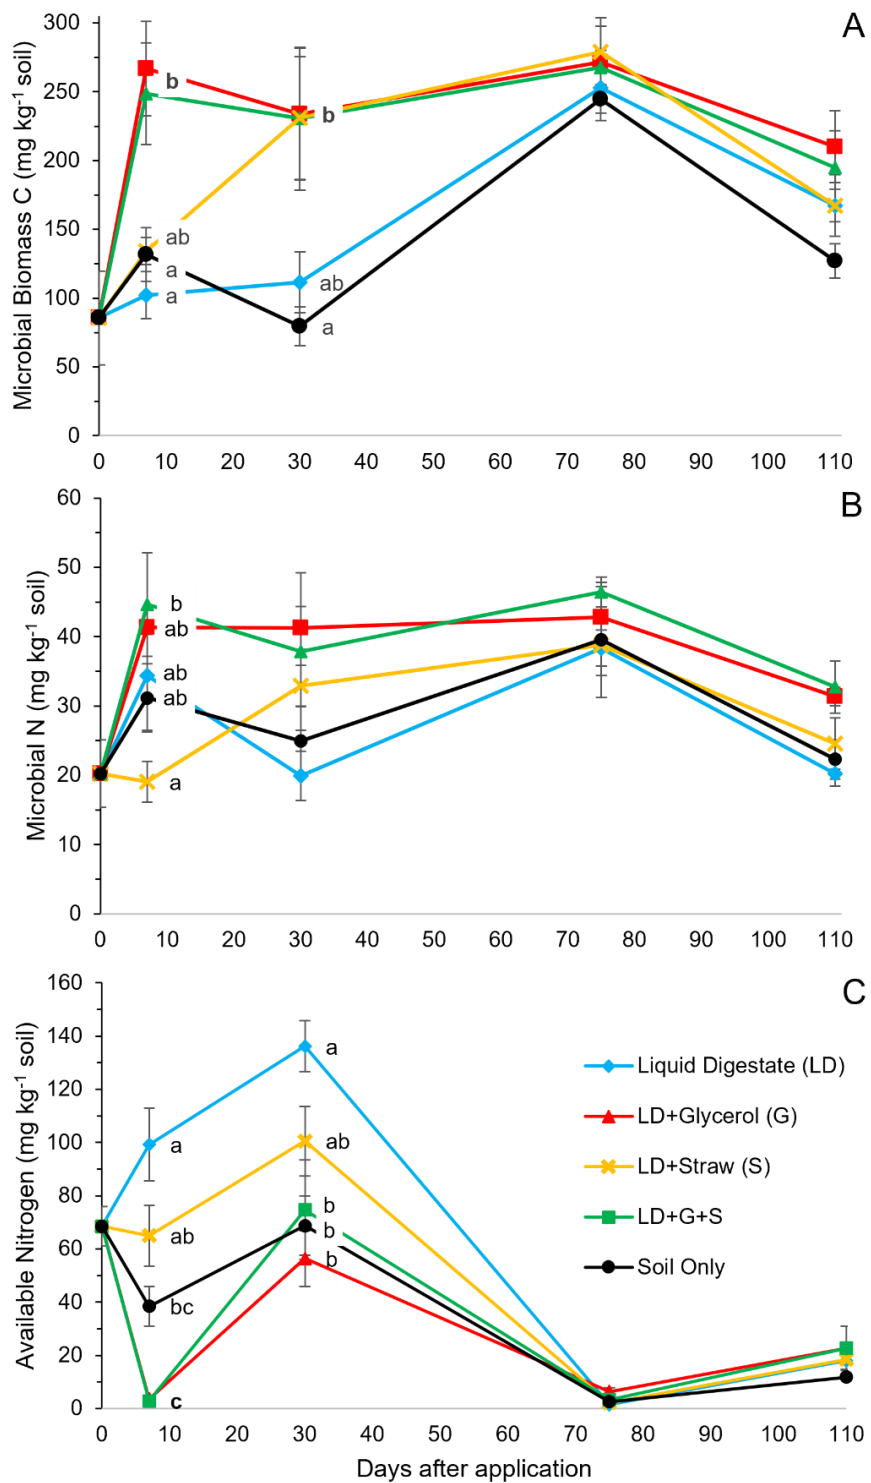 A
Microbial Biomass C (mg kg⁻¹ soil)
300
250
200
150
100
50
0
b
b
ab
a
a
ab
a
0 10 20 30 40 50 60 70 80 90 100 110
B
Microbial N (mg kg⁻¹ soil)
60
50
40
30
20
10
0
b
ab
ab
ab
a
0 10 20 30 40 50 60 70 80 90 100 110
C
Available Nitrogen (mg kg⁻¹ soil)
160
140
120
100
80
60
40
20
0
a
a
ab
ab
b
b
b
bc
c
Liquid Digestate (LD)
LD+Glycerol (G)
LD+Straw (S)
LD+G+S
Soil Only
0 10 20 30 40 50 60 70 80 90 100 110
Days after application